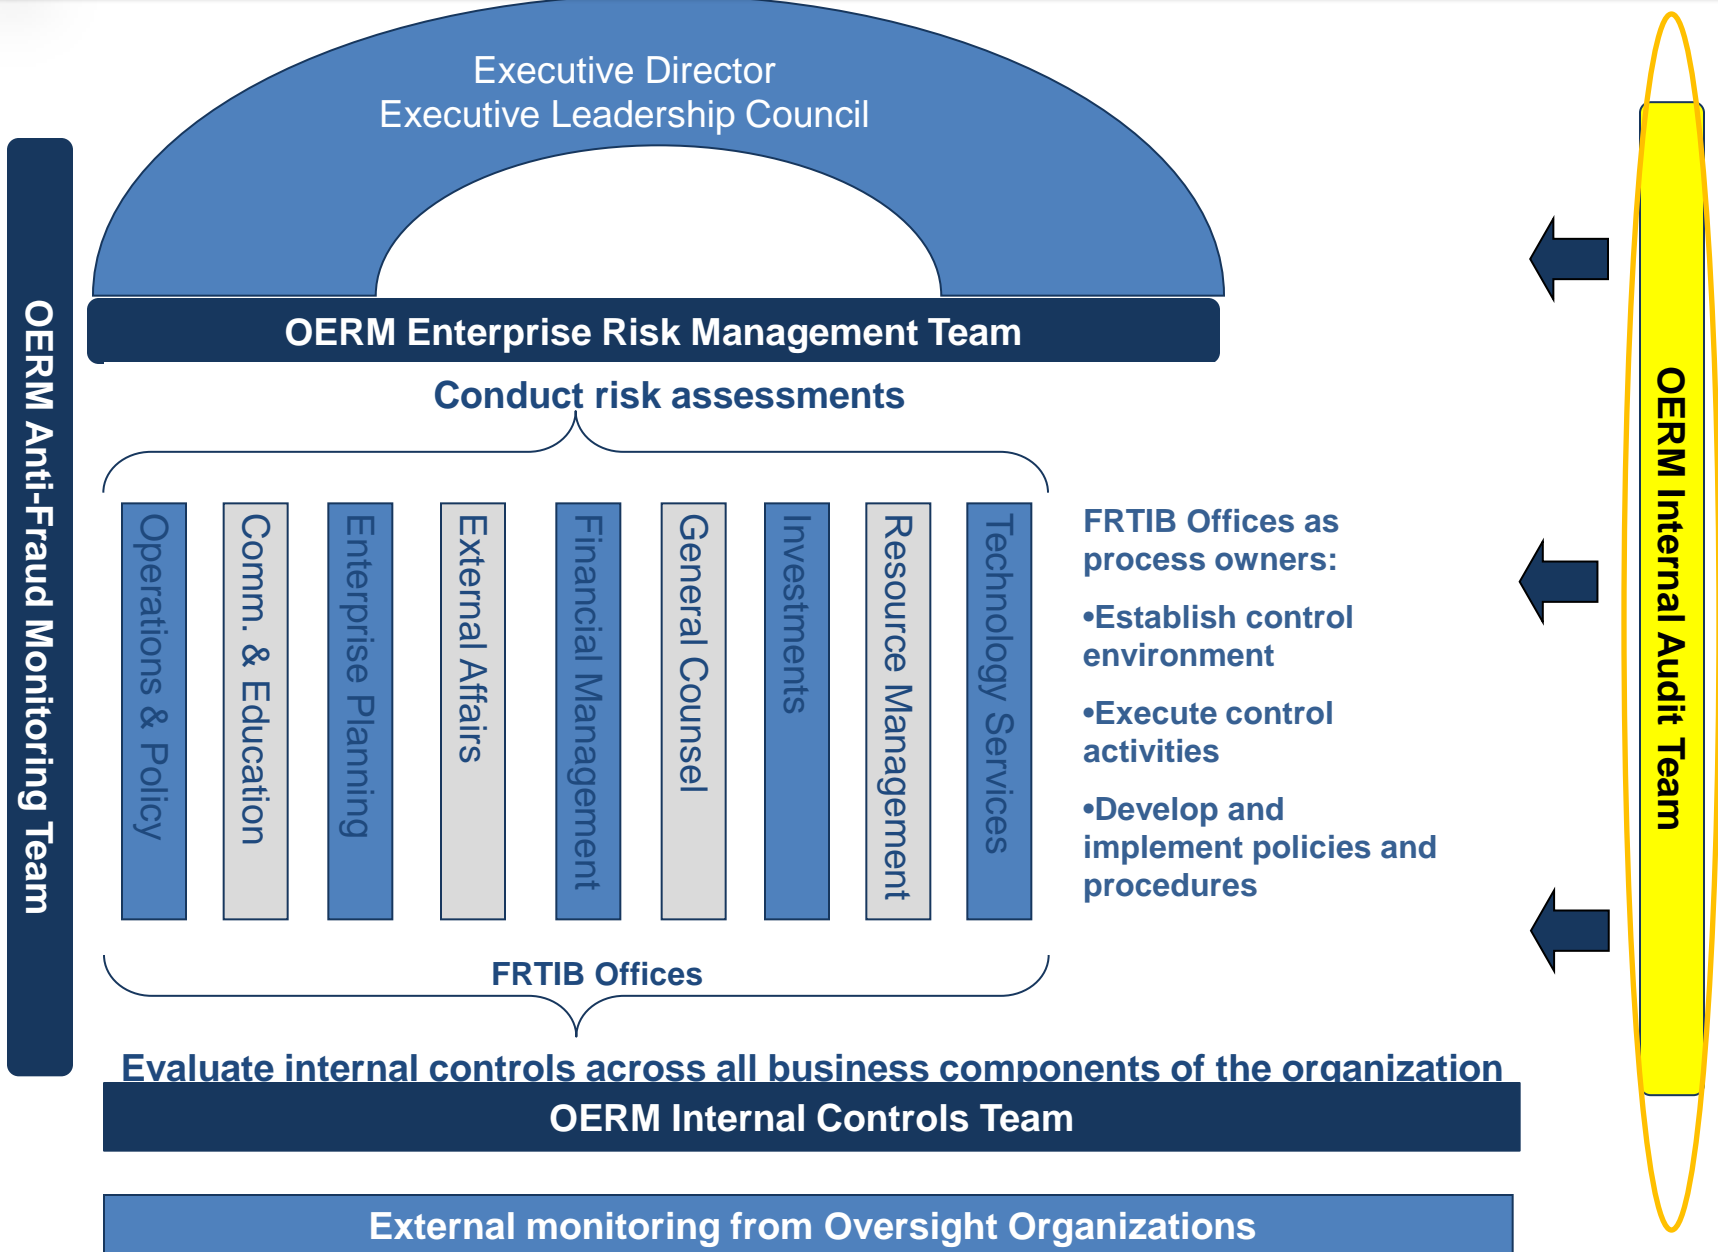 Executive Director
Executive Leadership Council
OERM Anti-Fraud Monitoring Team
OERM Enterprise Risk Management Team
Conduct risk assessments
Operations & Policy
Comm. & Education
Enterprise Planning
External Affairs
Financial Management
General Counsel
Investments
Resource Management
Technology Services
FRTIB Offices as
process owners:
•Establish control
environment
•Execute control
activities
•Develop and
implement policies and
procedures
OERM Internal Audit Team
FRTIB Offices
Evaluate internal controls across all business components of the organization
OERM Internal Controls Team
External monitoring from Oversight Organizations